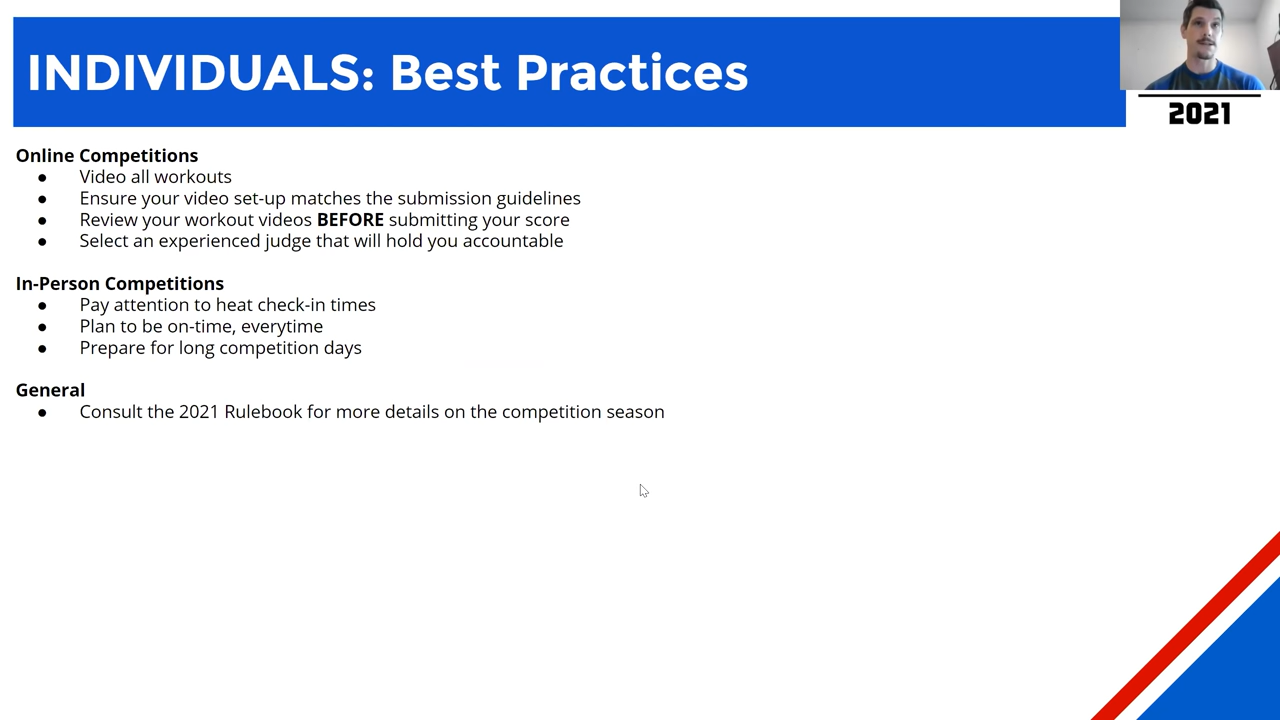 INDIVIDUALS: Best Practices
2021
Online Competitions
● Video all workouts
● Ensure your video set-up matches the submission guidelines
● Review your workout videos BEFORE submitting your score
● Select an experienced judge that will hold you accountable
In-Person Competitions
● Pay attention to heat check-in times
● Plan to be on-time, everytime
● Prepare for long competition days
General
● Consult the 2021 Rulebook for more details on the competition season